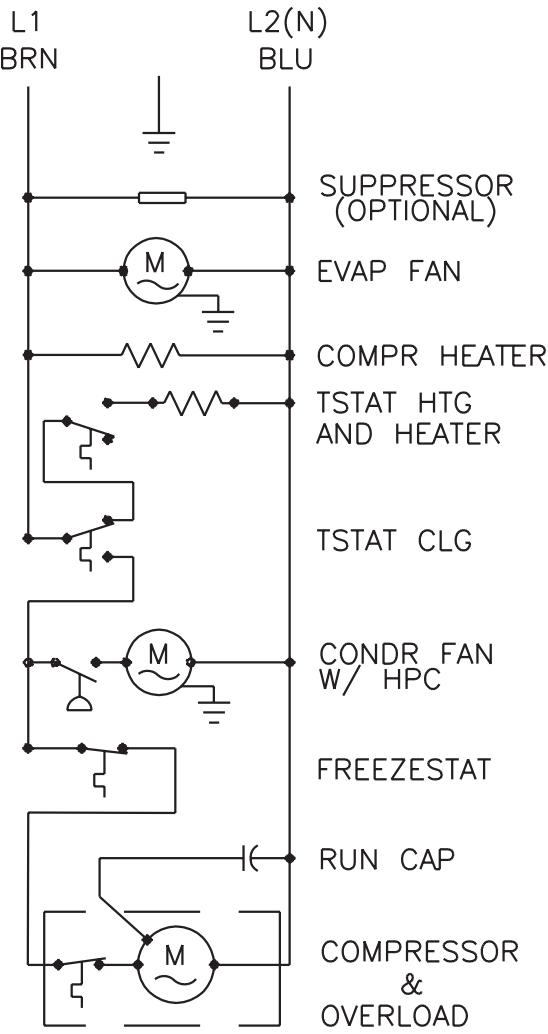 L1 L2(N)
BRN BLU
SUPPRESSOR
(OPTIONAL)
M
EVAP FAN
COMPR HEATER
TSTAT HTG
AND HEATER
TSTAT CLG
M
CONDR FAN
W/ HPC
FREEZESTAT
RUN CAP
M
COMPRESSOR
&
OVERLOAD